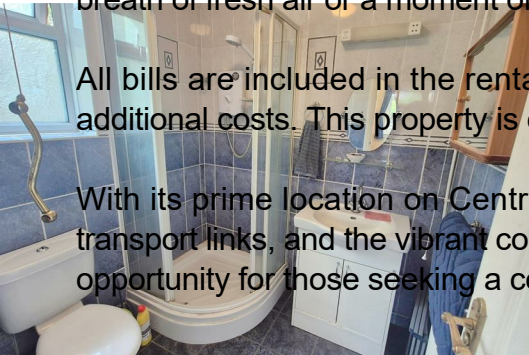 breath of fresh air or a moment o
All bills are included in the renta
additional costs. This property is
With its prime location on Centr
transport links, and the vibrant co
opportunity for those seeking a c